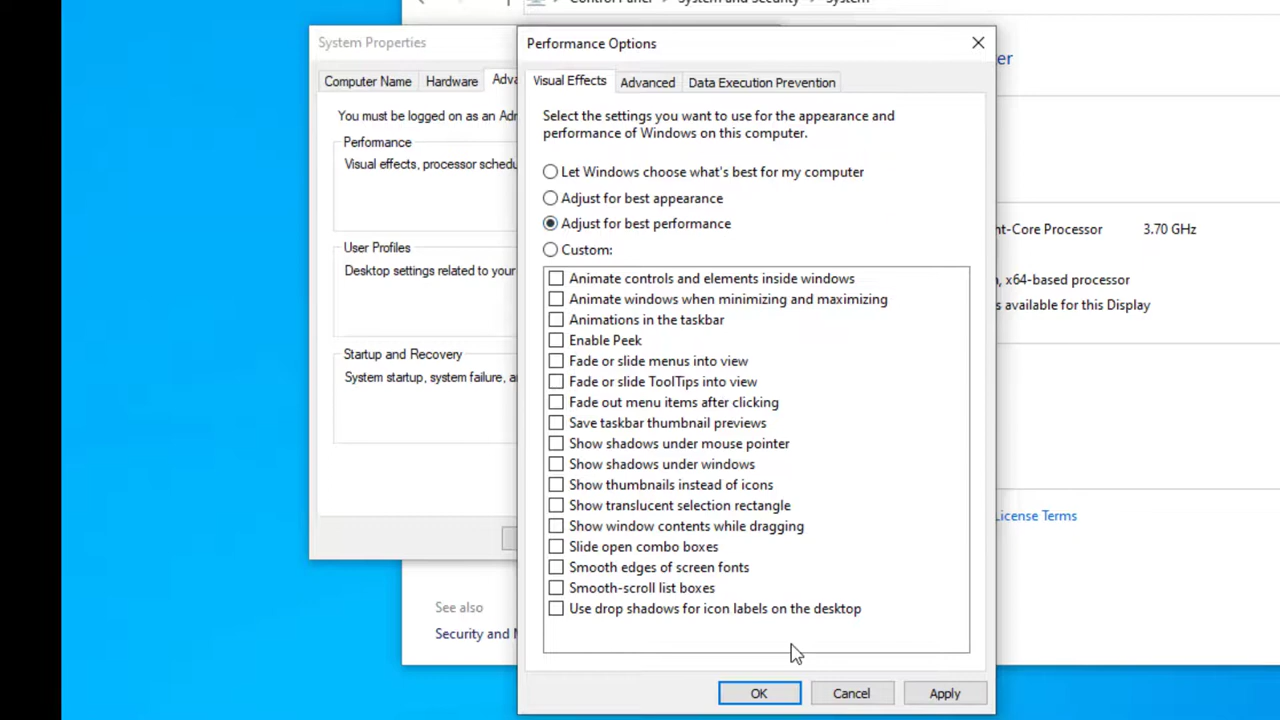 Control Panel > System and Security > System
System Properties
Computer Name
Hardware
Adva
You must be logged on as an Adm
Performance
Visual effects, processor schedu
User Profiles
Desktop settings related to your
Startup and Recovery
System startup, system failure, a
Performance Options
Visual Effects
Advanced
Data Execution Prevention
Select the settings you want to use for the appearance and
performance of Windows on this computer.
Let Windows choose what's best for my computer
Adjust for best appearance
Adjust for best performance
Custom:
Animate controls and elements inside windows
Animate windows when minimizing and maximizing
Animations in the taskbar
Enable Peek
Fade or slide menus into view
Fade or slide ToolTips into view
Fade out menu items after clicking
Save taskbar thumbnail previews
Show shadows under mouse pointer
Show shadows under windows
Show thumbnails instead of icons
Show translucent selection rectangle
Show window contents while dragging
Slide open combo boxes
Smooth edges of screen fonts
Smooth-scroll list boxes
Use drop shadows for icon labels on the desktop
OK
Cancel
Apply
er
nt-Core Processor 3.70 GHz
, x64-based processor
s available for this Display
License Terms
See also
Security and M